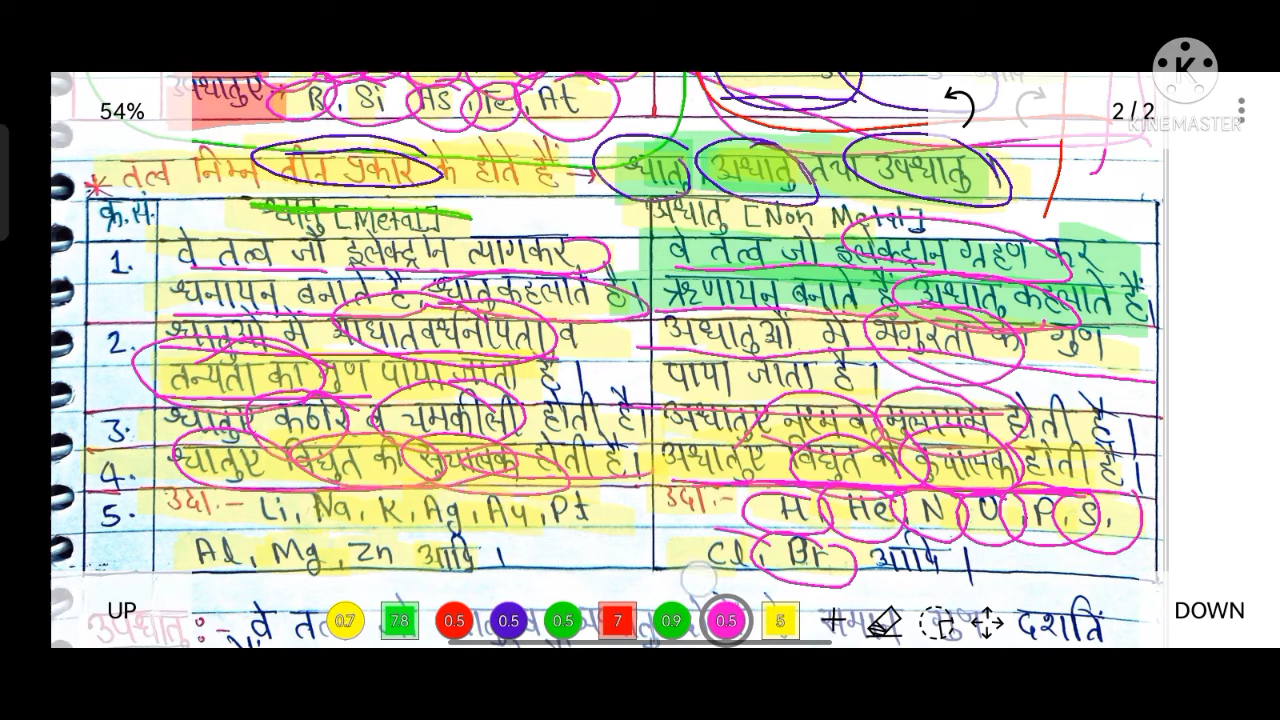 54%
2 / 2
KINEMASTER
उपधातुएं B, Si, As, Te, At
* तत्व निम्न तीन प्रकार के होते हैं:→ धातु, अधातु तथा उपधातु।
क्र.सं. धातु [Metal] अधातु [Non Metal]
1. वे तत्व जो इलेक्ट्रान त्यागकर वे तत्व जो इलेक्ट्रान ग्रहण कर
धनायन बनाते है, धातु कहलाते है। ऋणायन बनाते हैं अधातु कहलाते हैं।
2. धातुओं में आघातवर्धनीयता व अधातुओं में भंगुरता का गुण
तन्यता का गुण पाया जाता है। पाया जाता है।
3. धातुएं कठोर व चमकीली होती है। अधातुएं नरम व मुलायम होती है।
4. धातुएं विद्युत की सुचालक होती है। अधातुएं विद्युत की कुचालक होती है।
5. उदा.- Li, Na, K, Ag, Au, Pt उदा.- H, He, N, O, P, S,
Al, Mg, Zn आदि। Cl, Br आदि।
UP 0.7 7.8 0.5 0.5 0.5 7 0.9 0.5 5 DOWN
उपधातु:- वे दर्शाते